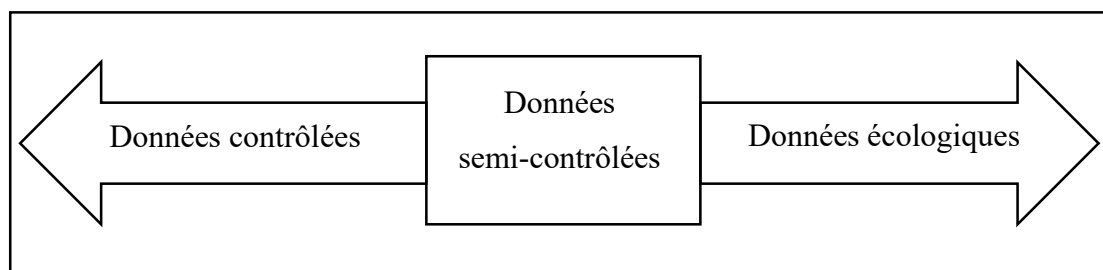 Données contrôlées
Données
semi-contrôlées
Données écologiques